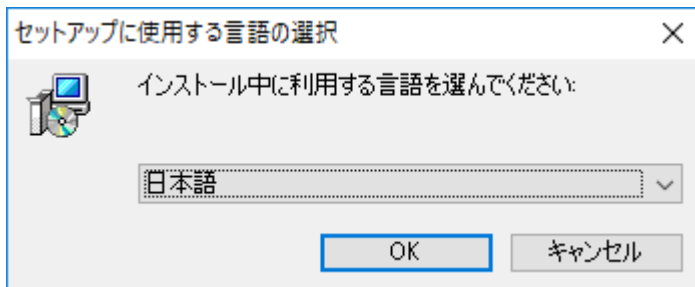 セットアップに使用する言語の選択
インストール中に利用する言語を選んでください:
日本語
OK
キャンセル